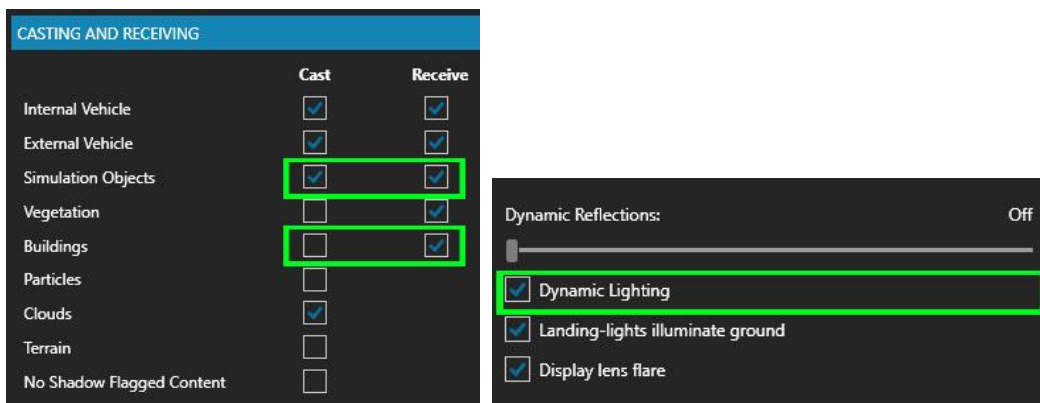 CASTING AND RECEIVING
Cast Receive
Internal Vehicle
External Vehicle
Simulation Objects
Vegetation
Buildings
Particles
Clouds
Terrain
No Shadow Flagged Content
Dynamic Reflections: Off
Dynamic Lighting
Landing-lights illuminate ground
Display lens flare